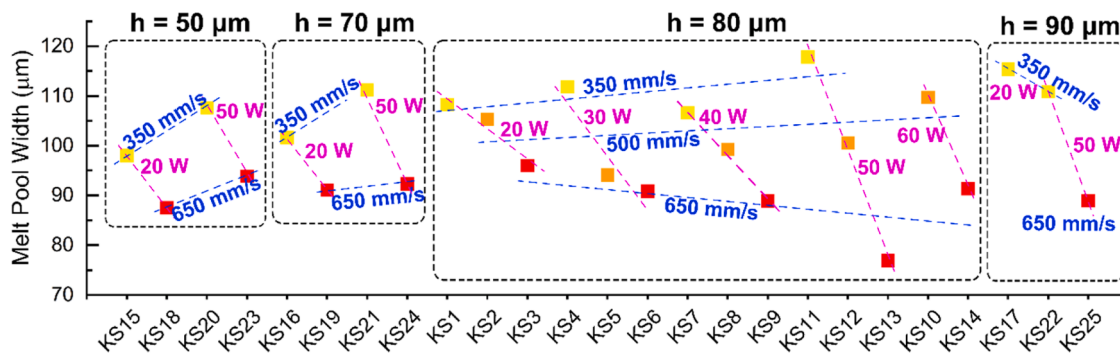 h = 50 µm
h = 70 µm
h = 80 µm
h = 90 µm
Melt Pool Width (µm)
120
110
100
90
80
70
350 mm/s
50 W
20 W
650 mm/s
350 mm/s
50 W
20 W
650 mm/s
350 mm/s
20 W
30 W
40 W
500 mm/s
50 W
60 W
650 mm/s
350 mm/s
20 W
50 W
650 mm/s
KS15
KS18
KS20
KS23
KS16
KS19
KS21
KS24
KS1
KS2
KS3
KS4
KS5
KS6
KS7
KS8
KS9
KS11
KS12
KS13
KS10
KS14
KS17
KS22
KS25